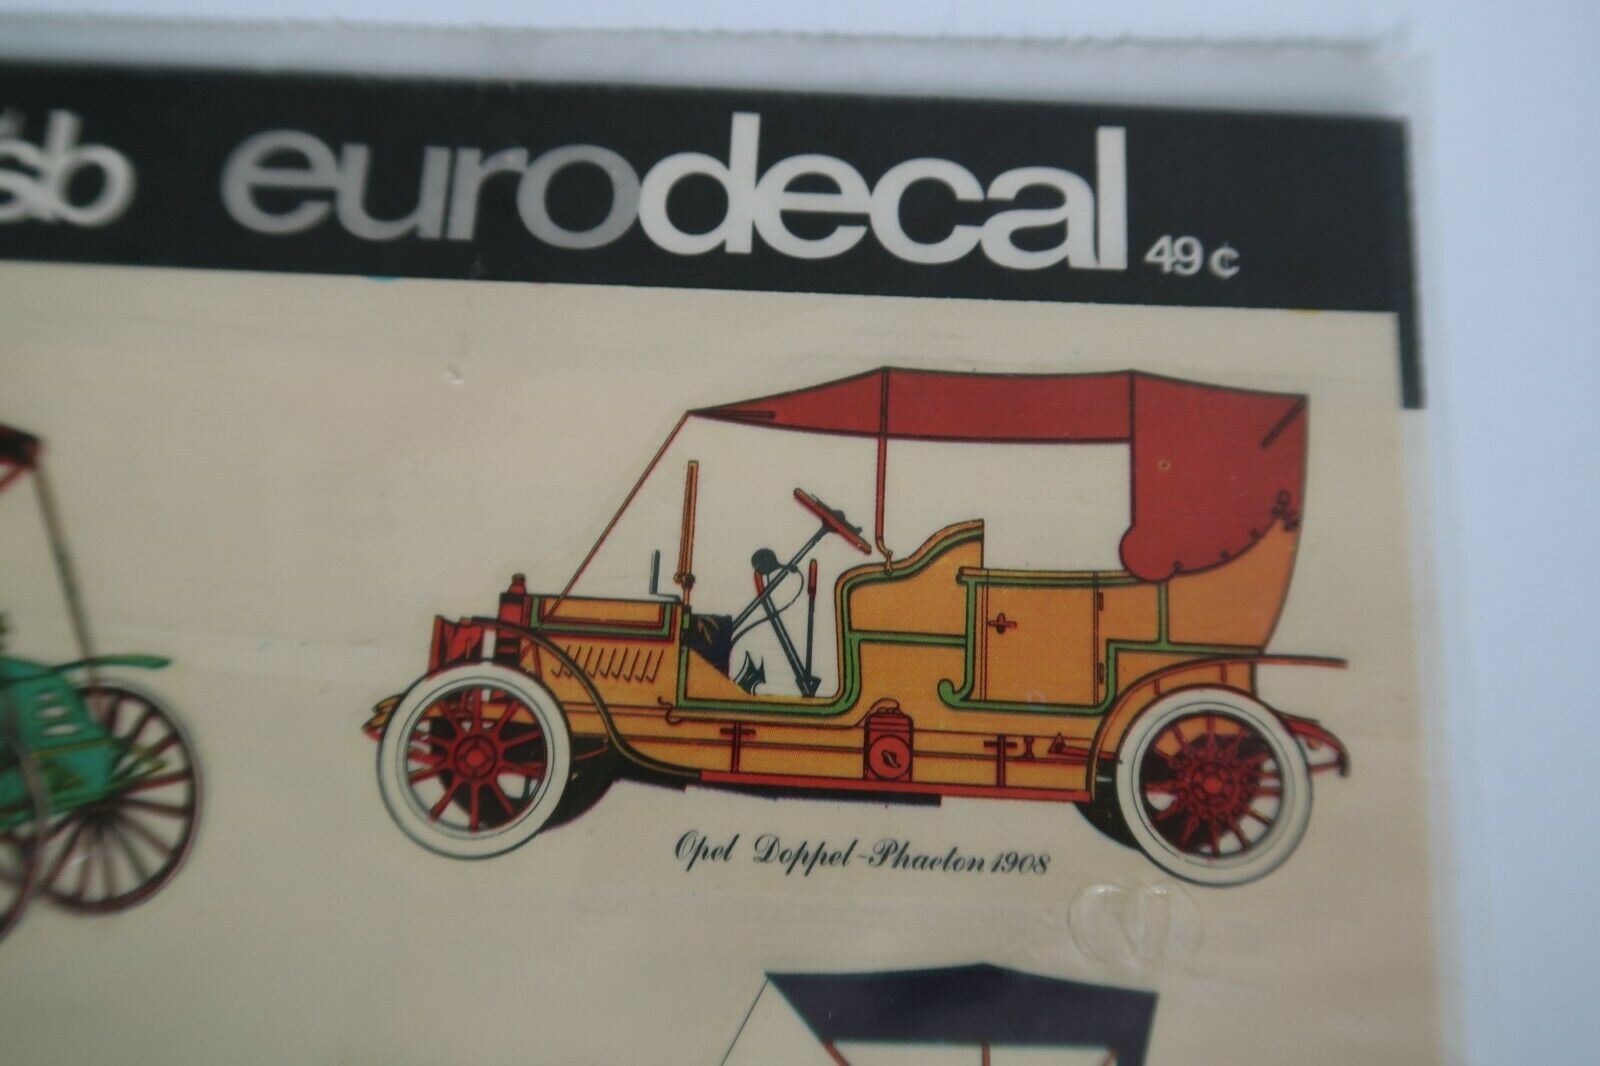 sb eurodecal 49¢
Opel Doppel-Phaeton 1908